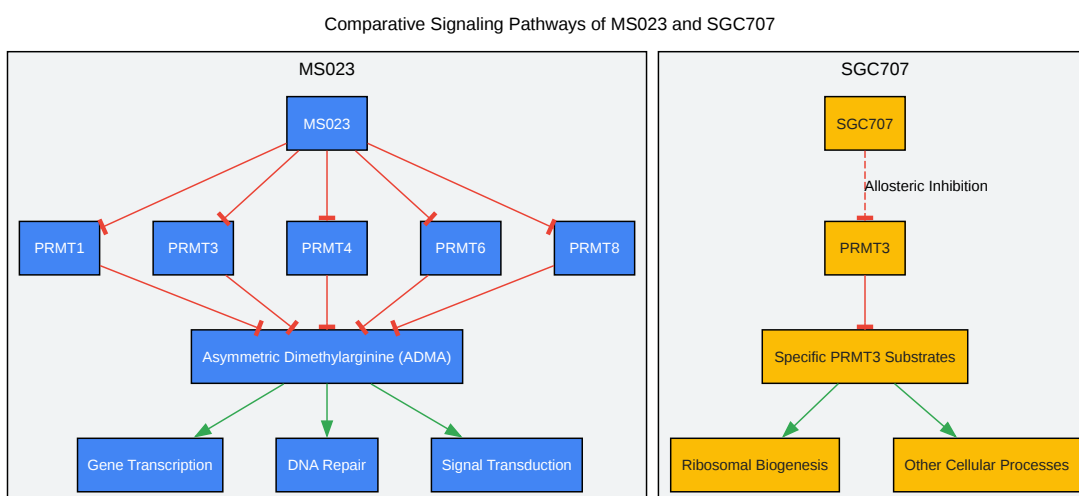 Comparative Signaling Pathways of MS023 and SGC707
MS023
SGC707
MS023
SGC707
Allosteric Inhibition
PRMT1
PRMT3
PRMT4
PRMT6
PRMT8
PRMT3
Asymmetric Dimethylarginine (ADMA)
Specific PRMT3 Substrates
Gene Transcription
DNA Repair
Signal Transduction
Ribosomal Biogenesis
Other Cellular Processes